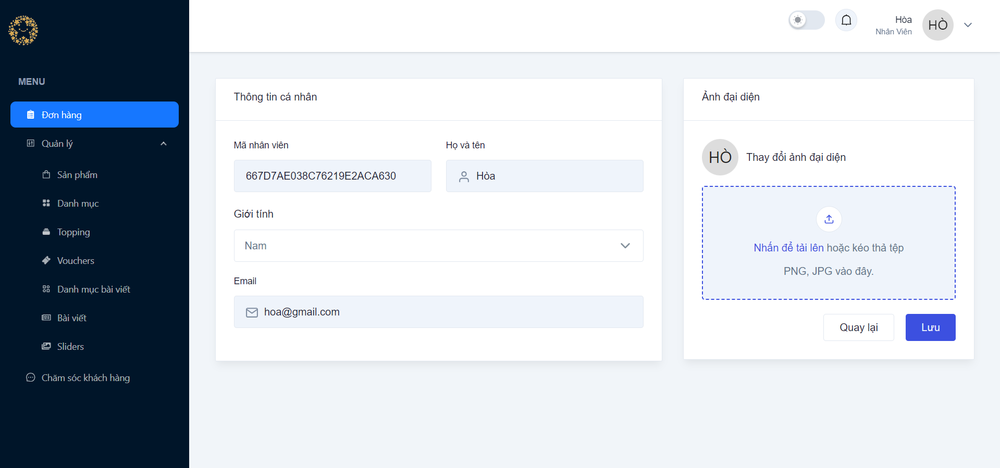 MENU
Đơn hàng
Quản lý
Sản phẩm
Danh mục
Topping
Vouchers
Danh mục bài viết
Bài viết
Sliders
Chăm sóc khách hàng
Hòa
Nhân Viên
HÒ
Thông tin cá nhân
Mã nhân viên
667D7AE038C76219E2ACA630
Họ và tên
Hòa
Giới tính
Nam
Email
hoa@gmail.com
Ảnh đại diện
HÒ
Thay đổi ảnh đại diện
Nhấn để tải lên hoặc kéo thả tệp
PNG, JPG vào đây.
Quay lại
Lưu